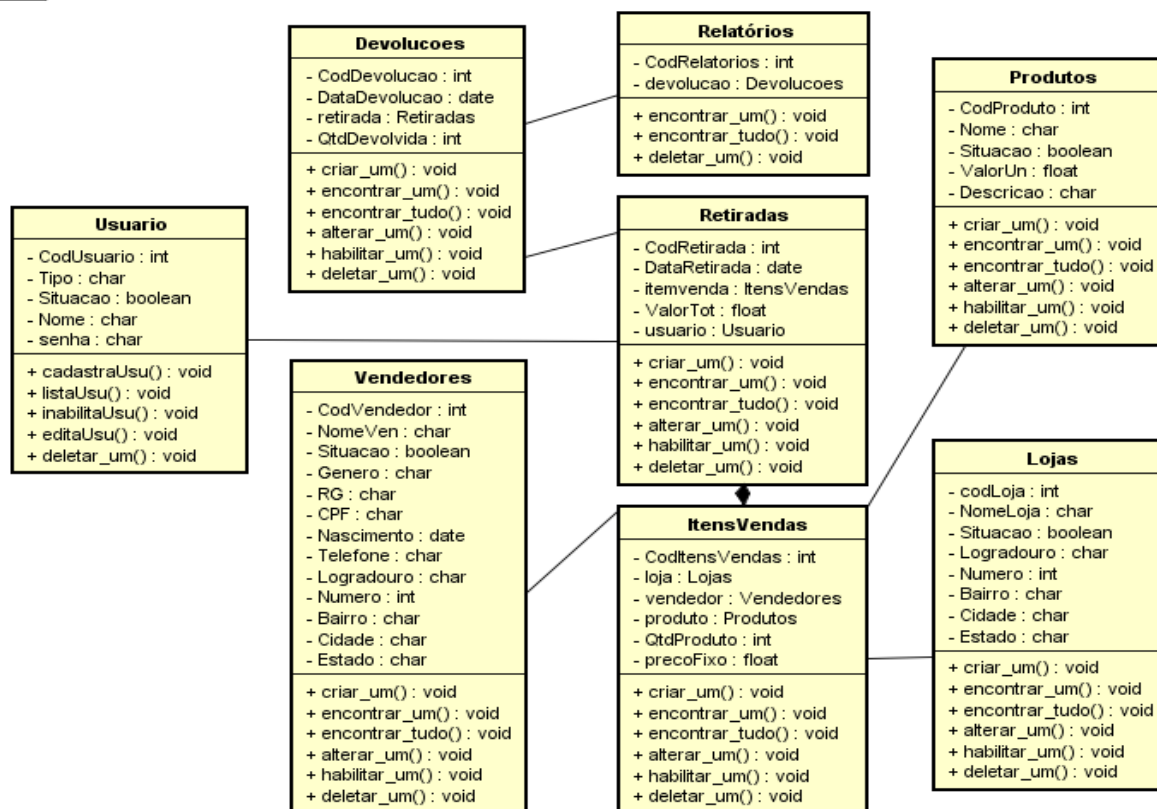 Devolucoes
- CodDevolucao : int
- DataDevolucao : date
- retirada : Retiradas
- QtdDevolvida : int
+ criar_um() : void
+ encontrar_um() : void
+ encontrar_tudo() : void
+ alterar_um() : void
+ habilitar_um() : void
+ deletar_um() : void
Relatórios
- CodRelatorios : int
- devolucao : Devolucoes
+ encontrar_um() : void
+ encontrar_tudo() : void
+ deletar_um() : void
Produtos
- CodProduto : int
- Nome : char
- Situacao : boolean
- ValorUn : float
- Descricao : char
+ criar_um() : void
+ encontrar_um() : void
+ encontrar_tudo() : void
+ alterar_um() : void
+ habilitar_um() : void
+ deletar_um() : void
Usuario
- CodUsuario : int
- Tipo : char
- Situacao : boolean
- Nome : char
- senha : char
+ cadastraUsu() : void
+ listaUsu() : void
+ inabilitaUsu() : void
+ editaUsu() : void
+ deletar_um() : void
Retiradas
- CodRetirada : int
- DataRetirada : date
- itemvenda : ItensVendas
- ValorTot : float
- usuario : Usuario
+ criar_um() : void
+ encontrar_um() : void
+ encontrar_tudo() : void
+ alterar_um() : void
+ habilitar_um() : void
+ deletar_um() : void
Vendedores
- CodVendedor : int
- NomeVen : char
- Situacao : boolean
- Genero : char
- RG : char
- CPF : char
- Nascimento : date
- Telefone : char
- Logradouro : char
- Numero : int
- Bairro : char
- Cidade : char
- Estado : char
+ criar_um() : void
+ encontrar_um() : void
+ encontrar_tudo() : void
+ alterar_um() : void
+ habilitar_um() : void
+ deletar_um() : void
ItensVendas
- CodItensVendas : int
- loja : Lojas
- vendedor : Vendedores
- produto : Produtos
- QtdProduto : int
- precoFixo : float
+ criar_um() : void
+ encontrar_um() : void
+ encontrar_tudo() : void
+ alterar_um() : void
+ habilitar_um() : void
+ deletar_um() : void
Lojas
- codLoja : int
- NomeLoja : char
- Situacao : boolean
- Logradouro : char
- Numero : int
- Bairro : char
- Cidade : char
- Estado : char
+ criar_um() : void
+ encontrar_um() : void
+ encontrar_tudo() : void
+ alterar_um() : void
+ habilitar_um() : void
+ deletar_um() : void